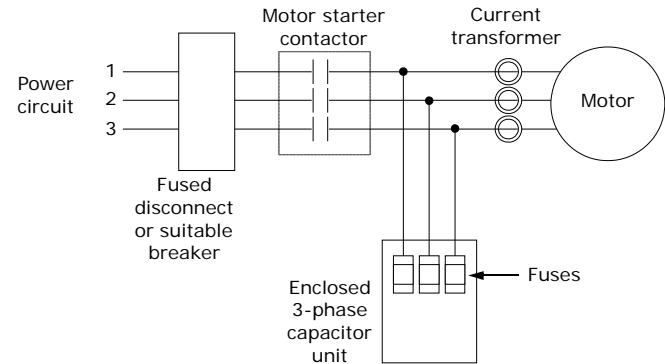 Motor starter
contactor
Current
transformer
Power
circuit
1
2
3
Motor
Fused
disconnect
or suitable
breaker
Enclosed
3-phase
capacitor
unit
Fuses